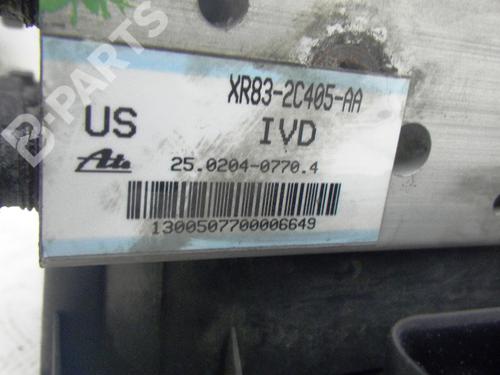 B-PARTS
XR83-2C405-AA
US IVD
Ate 25.0204-0770.4
1300507700006649